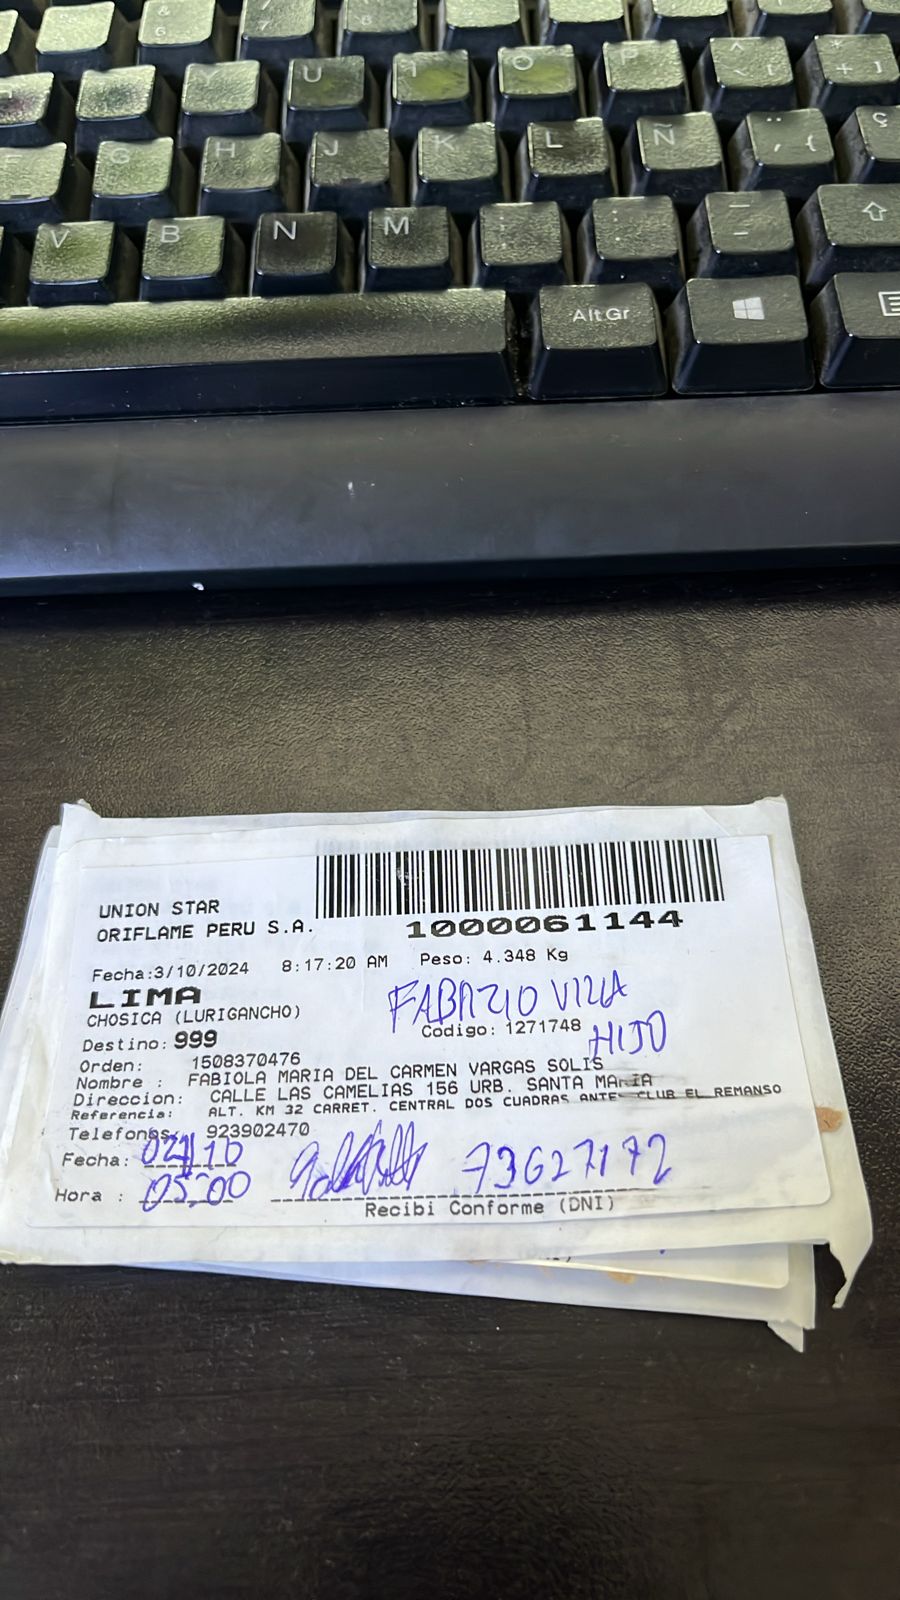 Y U I O P ^ [ * + ]
G H J K L Ñ ¨ { Ç
V B N M
Alt Gr
UNION STAR
ORIFLAME PERU S.A.
1000061144
Fecha:3/10/2024 8:17:20 AM Peso: 4.348 Kg
LIMA
FABRIZIO VILLA
CHOSICA (LURIGANCHO)
Codigo: 1271748
HIJO
Destino: 999
Orden: 1508370476
Nombre : FABIOLA MARIA DEL CARMEN VARGAS SOLIS
Direccion: CALLE LAS CAMELIAS 156 URB. SANTA MARIA
Referencia: ALT. KM 32 CARRET. CENTRAL DOS CUADRAS ANTES CLUB EL REMANSO
Telefonos: 923902470
Fecha: 02/10
73627172
Hora : 05:00
Recibi Conforme (DNI)